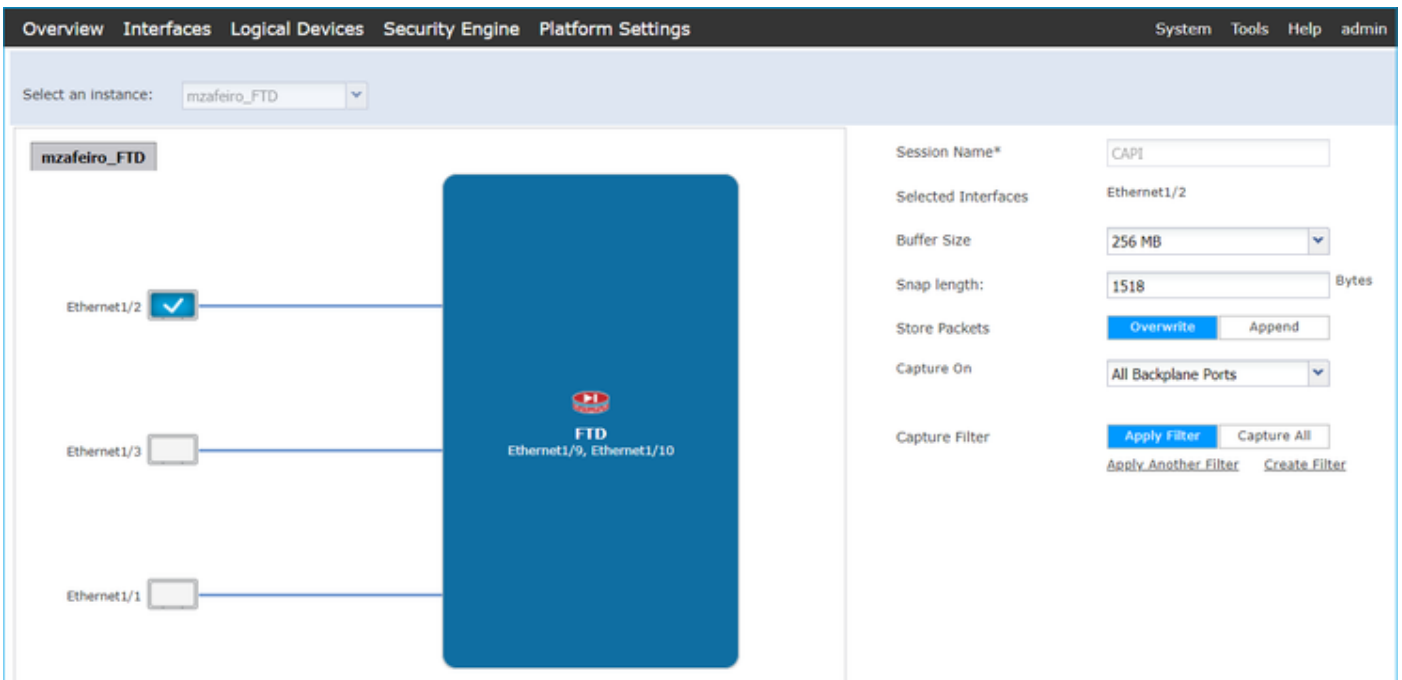 Overview Interfaces Logical Devices Security Engine Platform Settings System Tools Help admin
Select an instance: mzafeiro_FTD
mzafeiro_FTD
Ethernet1/2
Ethernet1/3
Ethernet1/1
FTD
Ethernet1/9, Ethernet1/10
Session Name* CAPI
Selected Interfaces Ethernet1/2
Buffer Size 256 MB
Snap length: 1518 Bytes
Store Packets Overwrite Append
Capture On All Backplane Ports
Capture Filter Apply Filter Capture All
Apply Another Filter Create Filter